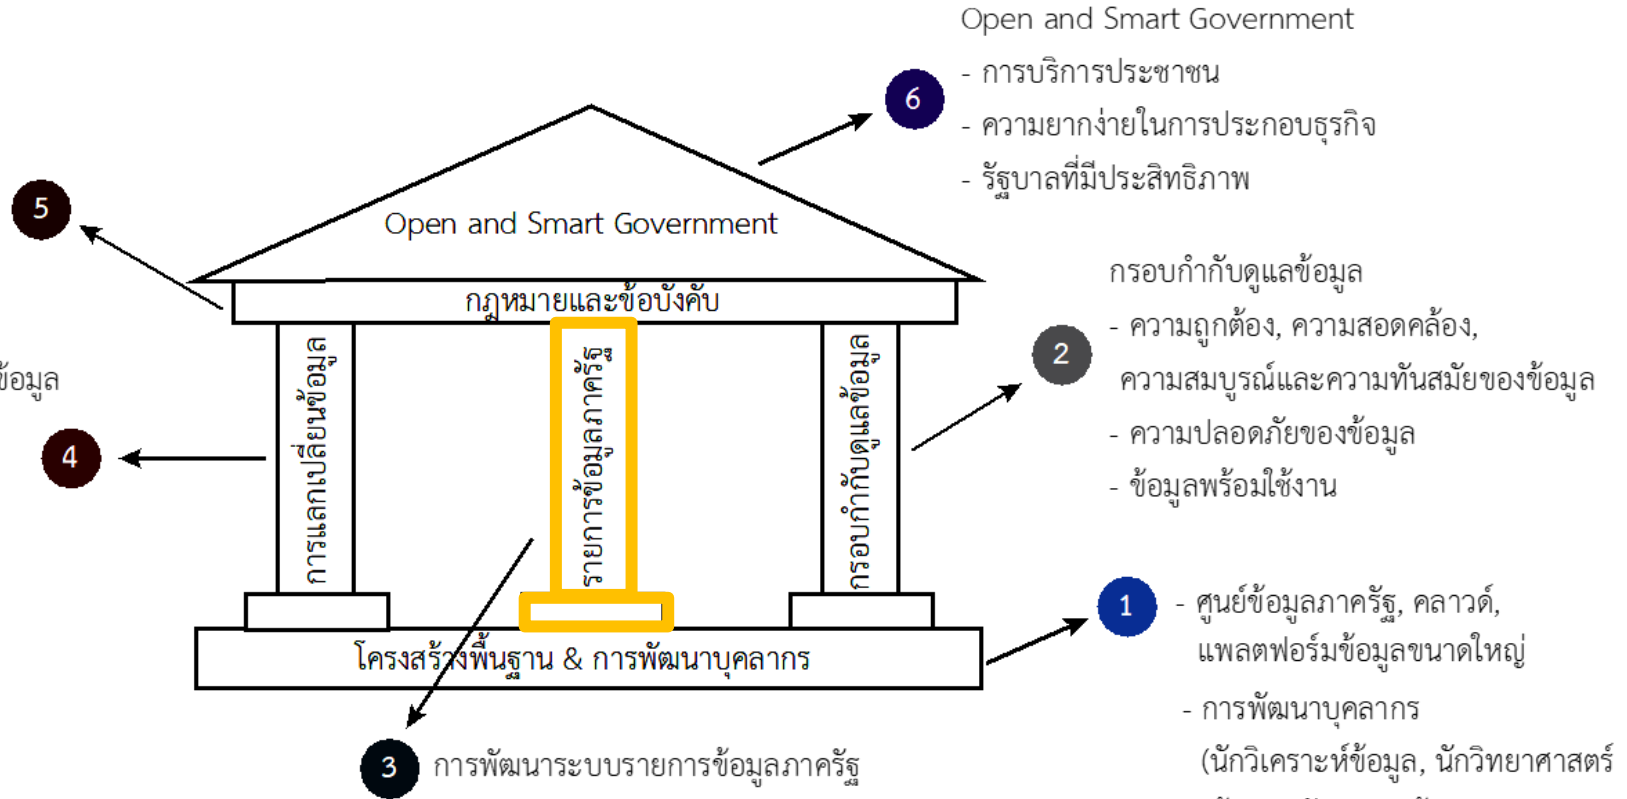 Open and Smart Government
- การบริการประชาชน
6
- ความยากง่ายในการประกอบธุรกิจ
- รัฐบาลที่มีประสิทธิภาพ
5
Open and Smart Government
กฎหมายและข้อบังคับ
กรอบกำกับดูแลข้อมูล
- ความถูกต้อง, ความสอดคล้อง,
2
ความสมบูรณ์และความทันสมัยของข้อมูล
- ความปลอดภัยของข้อมูล
- ข้อมูลพร้อมใช้งาน
ข้อมูล
4
การแลกเปลี่ยนข้อมูล
รายการข้อมูลภาครัฐ
กรอบกำกับดูแลข้อมูล
1
- ศูนย์ข้อมูลภาครัฐ, คลาวด์,
แพลตฟอร์มข้อมูลขนาดใหญ่
- การพัฒนาบุคลากร
(นักวิเคราะห์ข้อมูล, นักวิทยาศาสตร์
โครงสร้างพื้นฐาน & การพัฒนาบุคลากร
3
การพัฒนาระบบรายการข้อมูลภาครัฐ